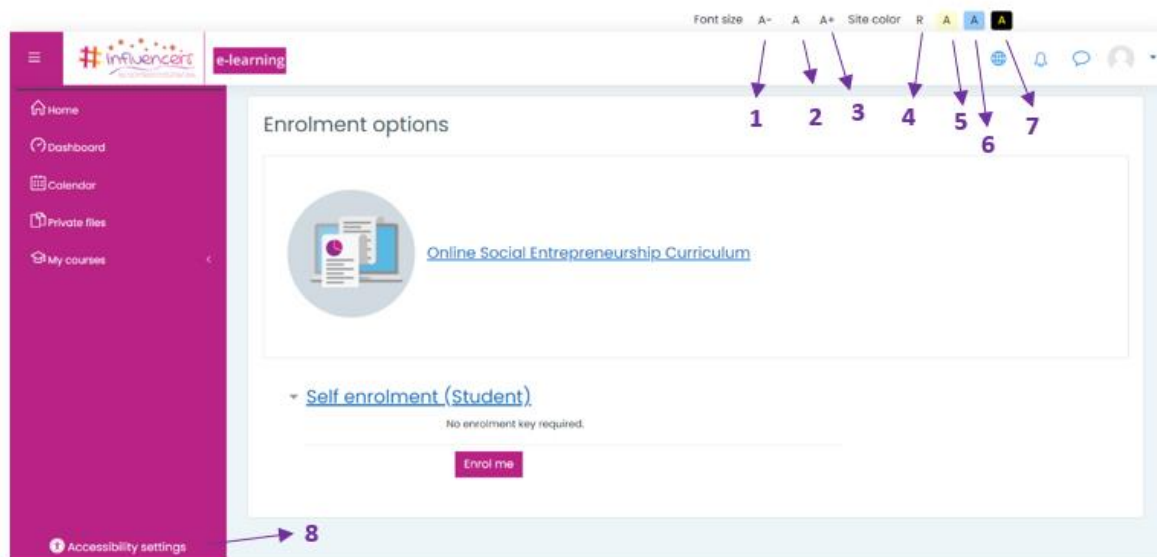 Font size A- A A+ Site color R A A A
#influencers e-learning
1 2 3 4 5 6 7
Home
Dashboard
Calendar
Private files
My courses
Enrolment options
Online Social Entrepreneurship Curriculum
Self enrolment (Student)
No enrolment key required.
Enrol me
Accessibility settings 8